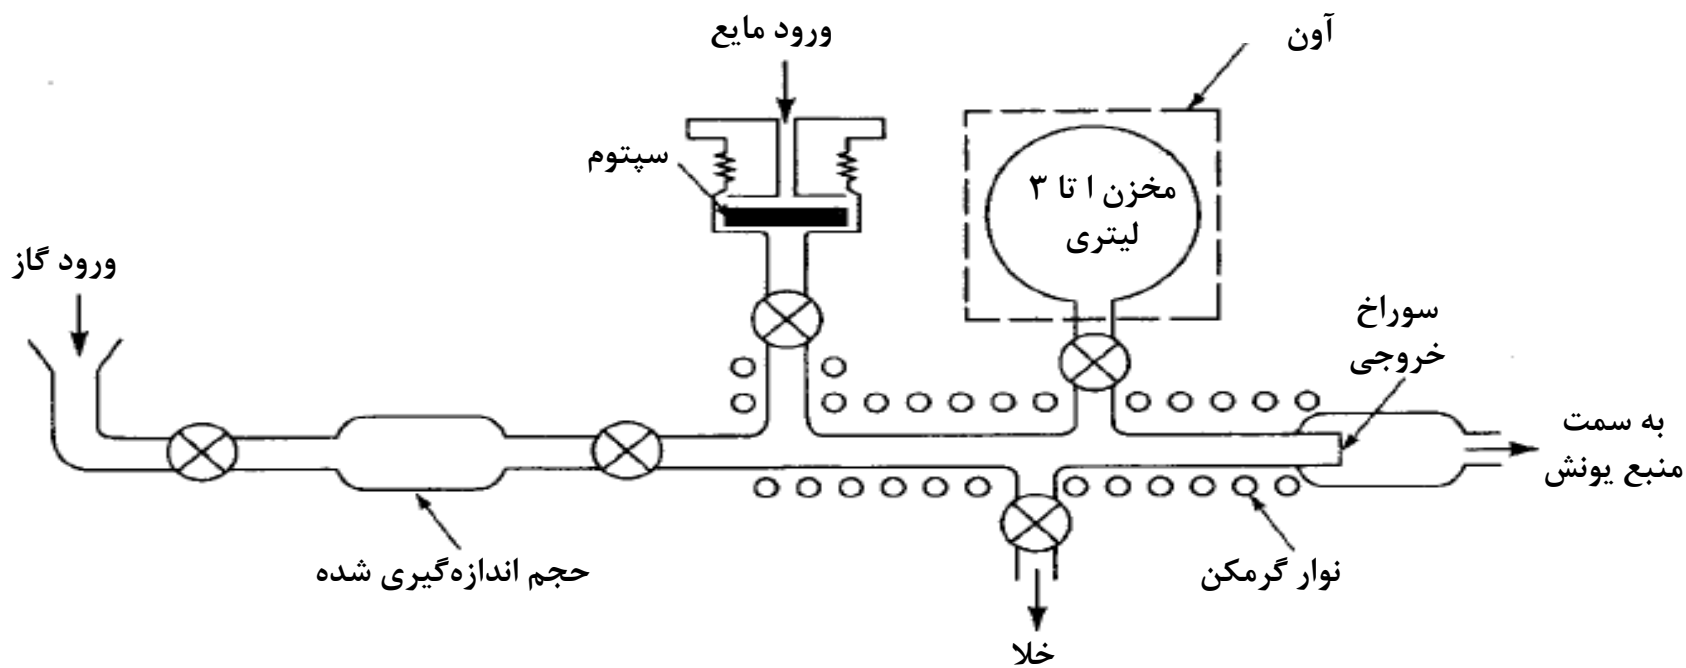 ورود مایع
آون
سپتوم
مخزن ۱ تا ۳
لیتری
ورود گاز
سوراخ
خروجی
به سمت
منبع یونش
حجم اندازه‌گیری شده
نوار گرمکن
خلا